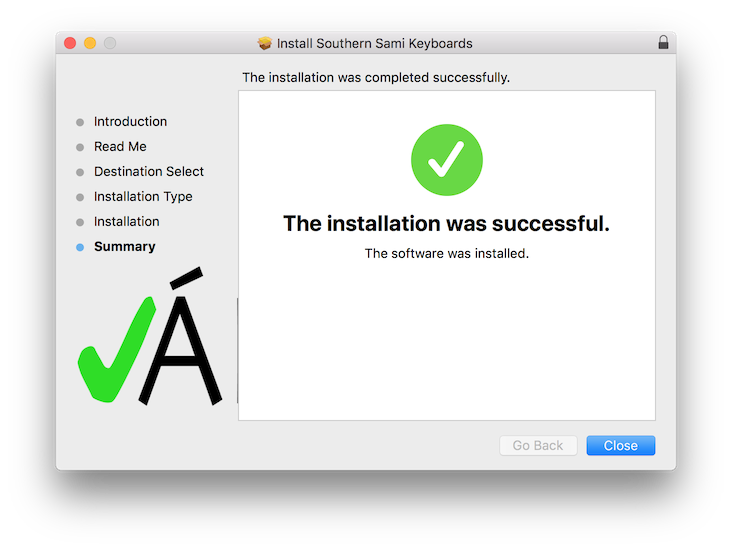 Install Southern Sami Keyboards
The installation was completed successfully.
Introduction
Read Me
Destination Select
Installation Type
Installation
Summary
Á
The installation was successful.
The software was installed.
Go Back
Close